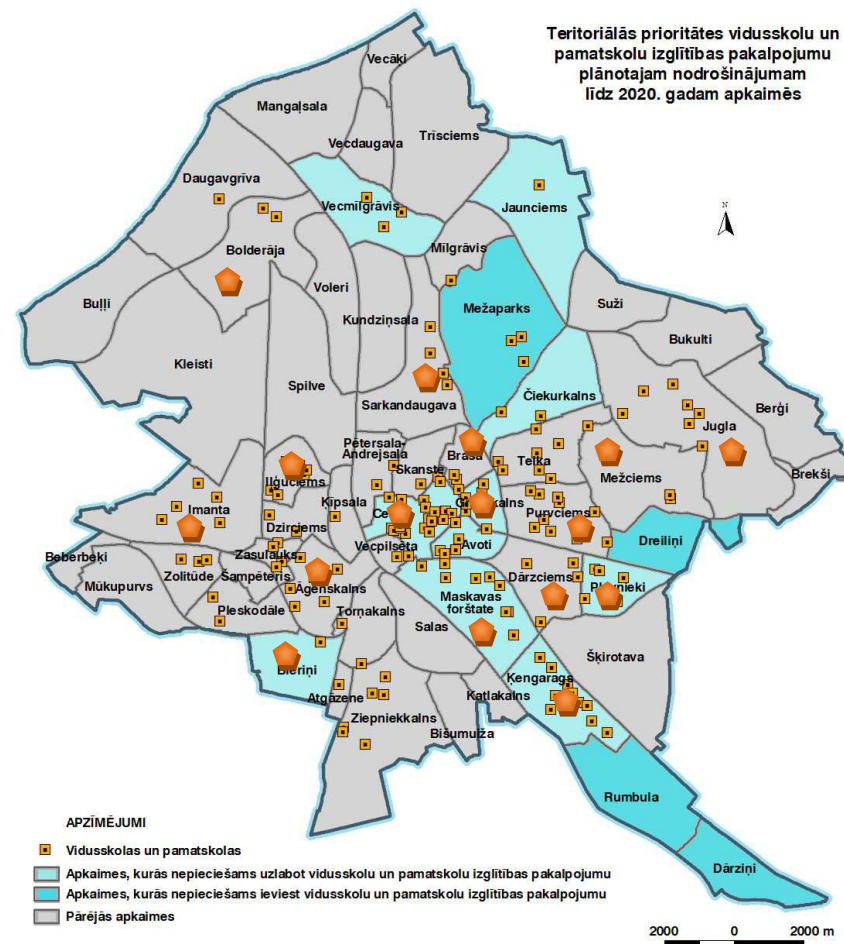 Teritoriālās prioritātes vidusskolu un
pamatskolu izglītības pakalpojumu
plānotajam nodrošinājumam
līdz 2020. gadam apkaimēs
Vecāķi
Mangaļsala
Vecdaugava
Trīsciems
Daugavgrīva
Vecmīlgrāvis
Jaunciems
N
Bolderāja
Mīlgrāvis
Voleri
Buļļi
Kundziņsala
Mežaparks
Suži
Bukulti
Kleisti
Spilve
Čiekurkalns
Berģi
Sarkandaugava
Jugla
Pētersala-
Andrejsala
Brasa
Skanste
Teika
Mežciems
Brekši
Iļģuciems
Ķīpsala
Imanta
Purvciems
Dzirciems
Dreiliņi
Vecpilsēta
Avoti
Beberbeķi
Zasulauks
Mūkupurvs
Zolitūde
Šampēteris
Āgenskalns
Dārzciems
Pleskodāle
Maskavas
forštate
Torņakalns
Salas
Šķirotava
Bieriņi
Ķengarags
Atgāzene
Katlakalns
Ziepniekkalns
Bišumuiža
Rumbula
Dārziņi
APZĪMĒJUMI
Vidusskolas un pamatskolas
Apkaimes, kurās nepieciešams uzlabot vidusskolu un pamatskolu izglītības pakalpojumu
Apkaimes, kurās nepieciešams ieviest vidusskolu un pamatskolu izglītības pakalpojumu
Pārējās apkaimes
2000 0 2000 m